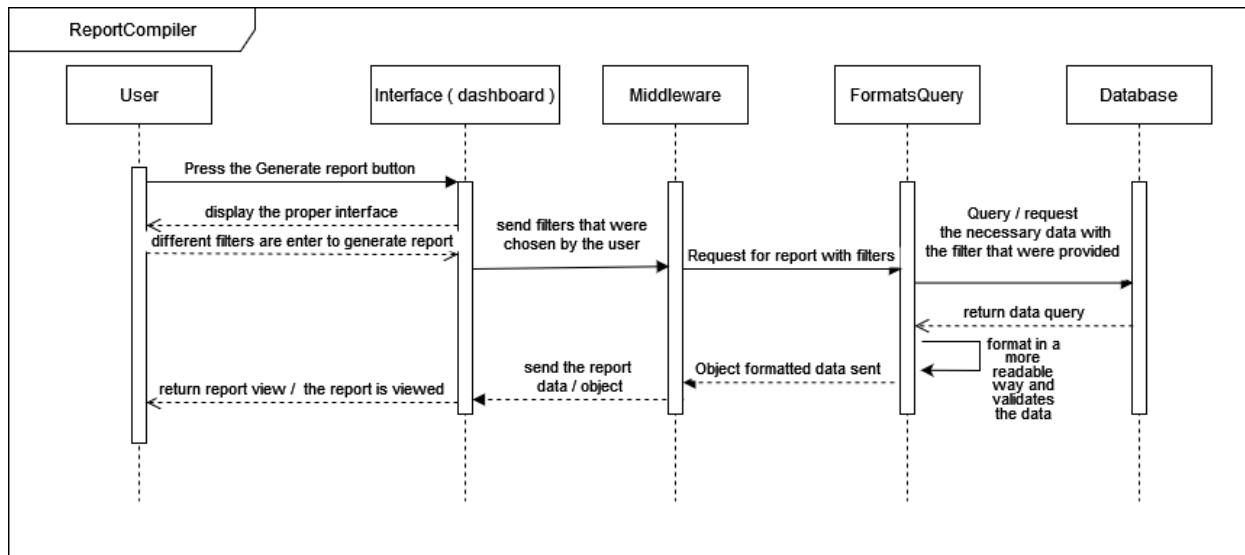 ReportCompiler
User
Interface ( dashboard )
Middleware
FormatsQuery
Database
Press the Generate report button
display the proper interface
different filters are enter to generate report
send filters that were
chosen by the user
Request for report with filters
Query / request
the necessary data with
the filter that were provided
return data query
format in a
more
readable
way and
validates
the data
Object formatted data sent
send the report
data / object
return report view / the report is viewed